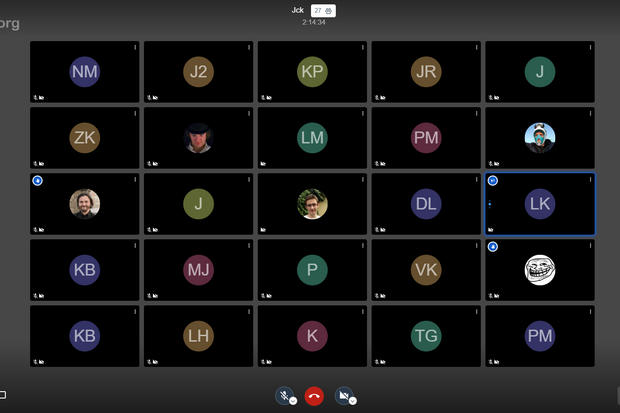 org
Jck
27
2:14:34
NM
J2
KP
JR
J
ZK
LM
PM
J
DL
LK
KB
MJ
P
VK
KB
LH
K
TG
PM